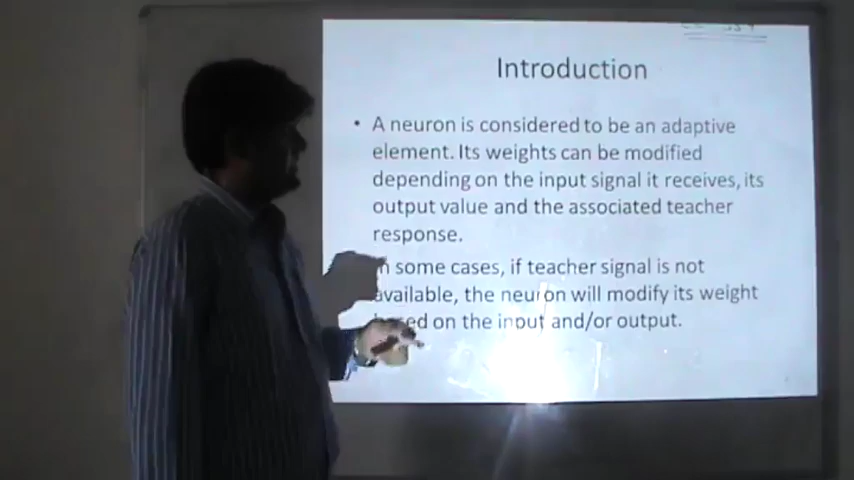 Introduction
• A neuron is considered to be an adaptive
element. Its weights can be modified
depending on the input signal it receives, its
output value and the associated teacher
response.
In some cases, if teacher signal is not
available, the neuron will modify its weight
based on the input and/or output.